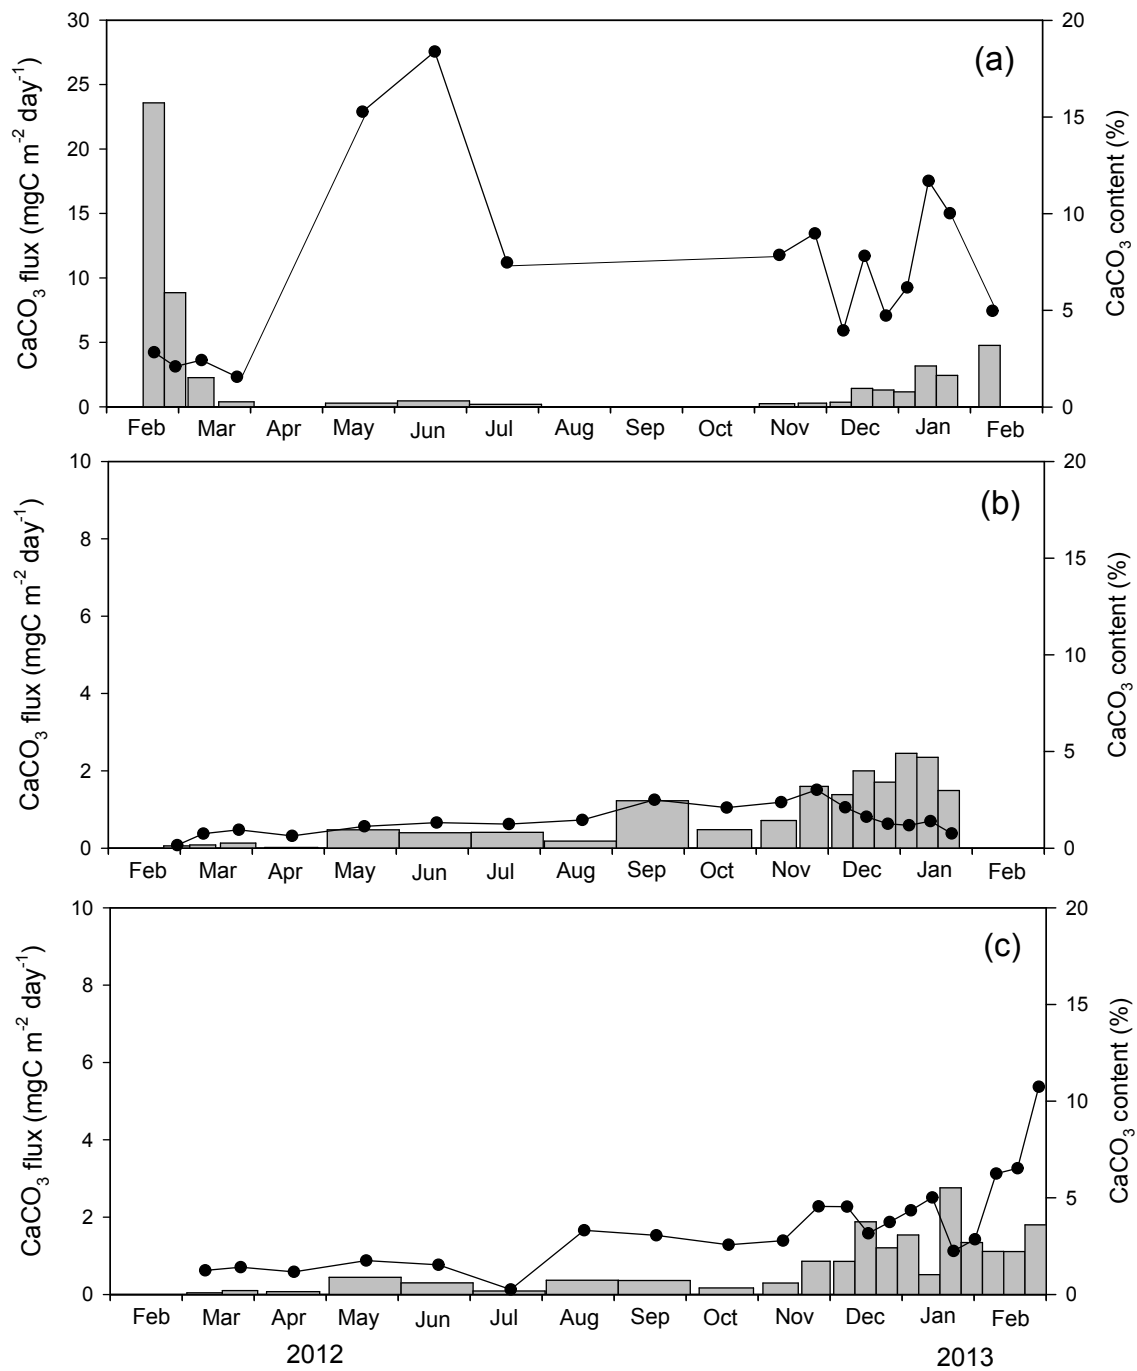 (a)
CaCO₃ flux (mgC m⁻² day⁻¹)
30
25
20
15
10
5
0
CaCO₃ content (%)
20
15
10
5
0
Feb Mar Apr May Jun Jul Aug Sep Oct Nov Dec Jan Feb
(b)
CaCO₃ flux (mgC m⁻² day⁻¹)
10
8
6
4
2
0
CaCO₃ content (%)
20
15
10
5
0
Feb Mar Apr May Jun Jul Aug Sep Oct Nov Dec Jan Feb
(c)
CaCO₃ flux (mgC m⁻² day⁻¹)
10
8
6
4
2
0
CaCO₃ content (%)
20
15
10
5
0
Feb Mar Apr May Jun Jul Aug Sep Oct Nov Dec Jan Feb
2012 2013